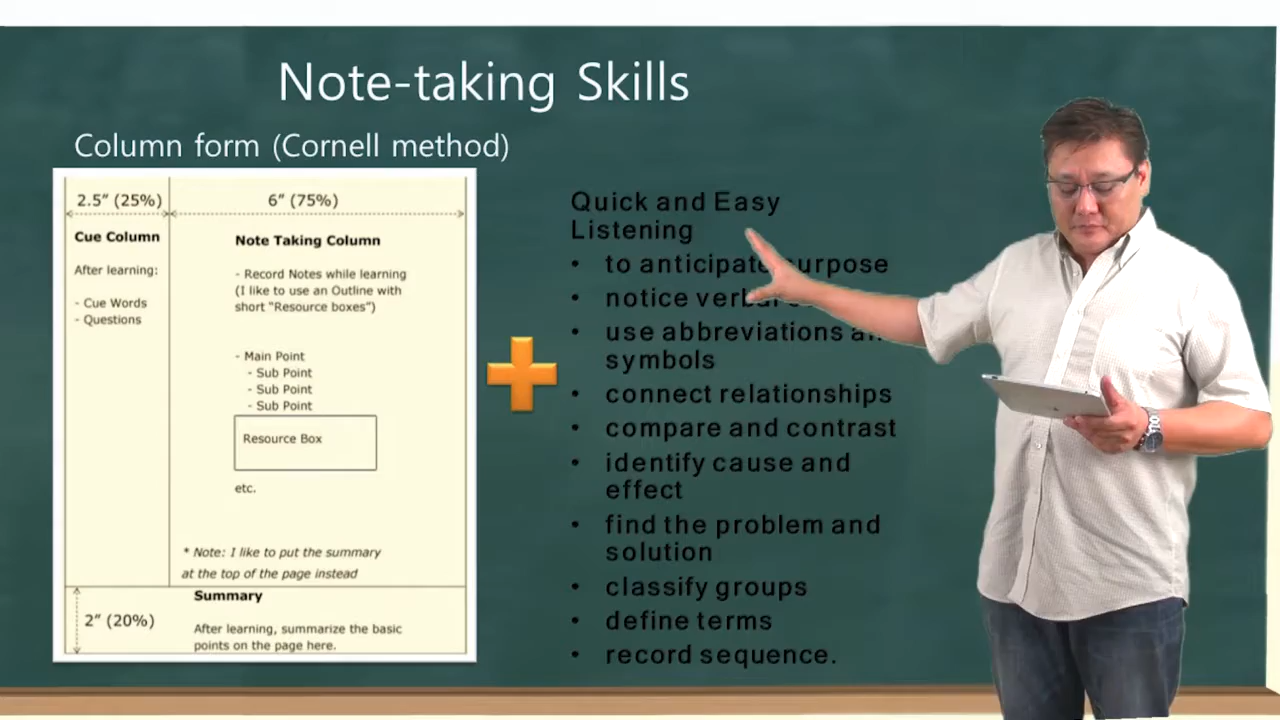 Note-taking Skills
Column form (Cornell method)
2.5” (25%)
6” (75%)
Cue Column
After learning:
- Cue Words
- Questions
Note Taking Column
- Record Notes while learning
(I like to use an Outline with
short “Resource boxes”)
- Main Point
- Sub Point
- Sub Point
- Sub Point
Resource Box
etc.
* Note: I like to put the summary
at the top of the page instead
2” (20%)
Summary
After learning, summarize the basic
points on the page here.
Quick and Easy
Listening
• to anticipate purpose
• notice verbal
• use abbreviations
symbols
• connect relationships
• compare and contrast
• identify cause and
effect
• find the problem and
solution
• classify groups
• define terms
• record sequence.